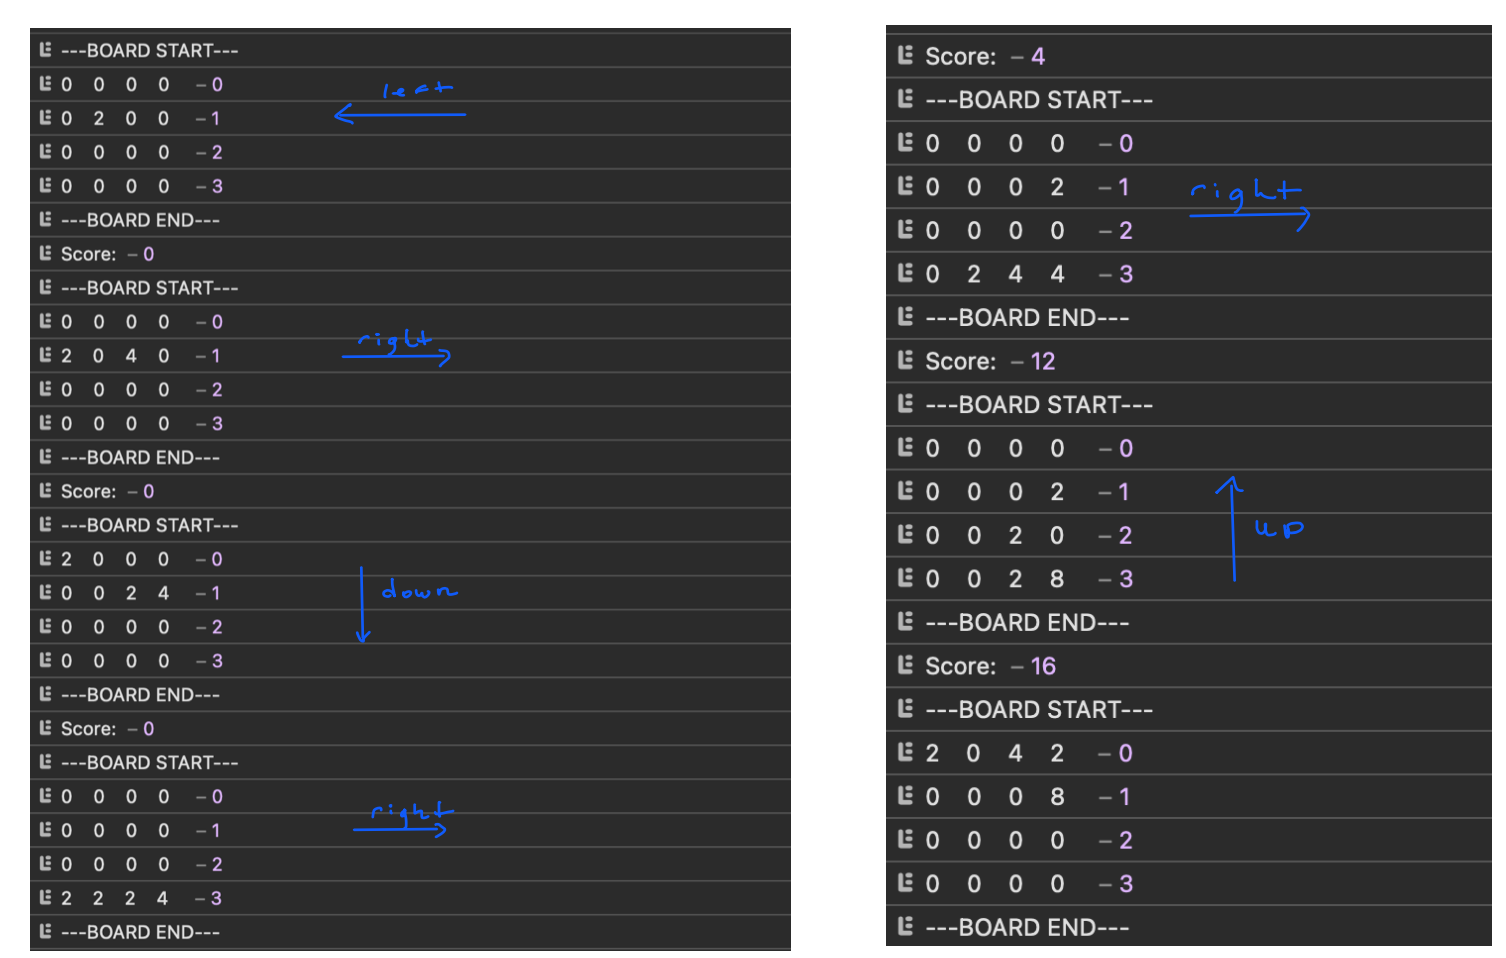 ---BOARD START---
0 0 0 0 – 0
left
0 2 0 0 – 1
0 0 0 0 – 2
0 0 0 0 – 3
---BOARD END---
Score: – 0
---BOARD START---
0 0 0 0 – 0
right
2 0 4 0 – 1
0 0 0 0 – 2
0 0 0 0 – 3
---BOARD END---
Score: – 0
---BOARD START---
2 0 0 0 – 0
0 0 2 4 – 1
down
0 0 0 0 – 2
0 0 0 0 – 3
---BOARD END---
Score: – 0
---BOARD START---
0 0 0 0 – 0
right
0 0 0 0 – 1
0 0 0 0 – 2
2 2 2 4 – 3
---BOARD END---
Score: – 4
---BOARD START---
0 0 0 0 – 0
0 0 0 2 – 1
right
0 0 0 0 – 2
0 2 4 4 – 3
---BOARD END---
Score: – 12
---BOARD START---
0 0 0 0 – 0
0 0 0 2 – 1
0 0 2 0 – 2
up
0 0 2 8 – 3
---BOARD END---
Score: – 16
---BOARD START---
2 0 4 2 – 0
0 0 0 8 – 1
0 0 0 0 – 2
0 0 0 0 – 3
---BOARD END---